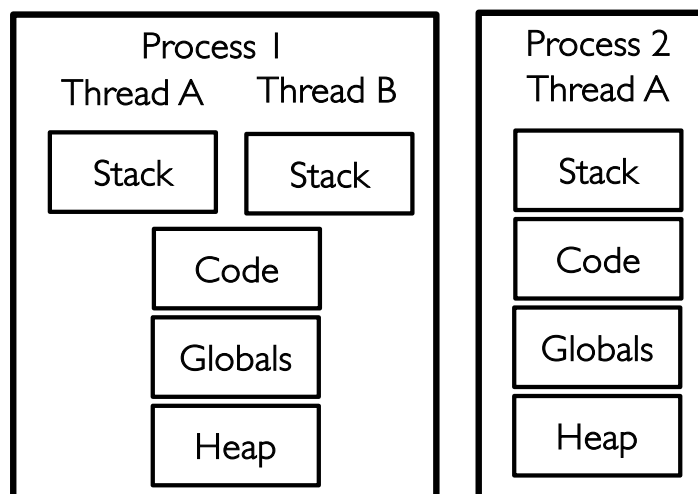 Process 1
Thread A
Thread B
Stack
Stack
Code
Globals
Heap
Process 2
Thread A
Stack
Code
Globals
Heap